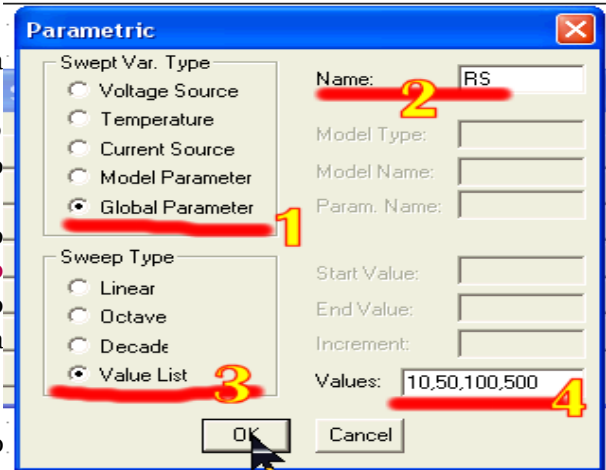 Parametric
Swept Var. Type
Voltage Source
Temperature
Current Source
Model Parameter
Global Parameter
1
Name: RS
2
Model Type:
Model Name:
Param. Name:
Sweep Type
Linear
Octave
Decade
Value List
3
Start Value:
End Value:
Increment:
Values: 10,50,100,500
4
OK
Cancel